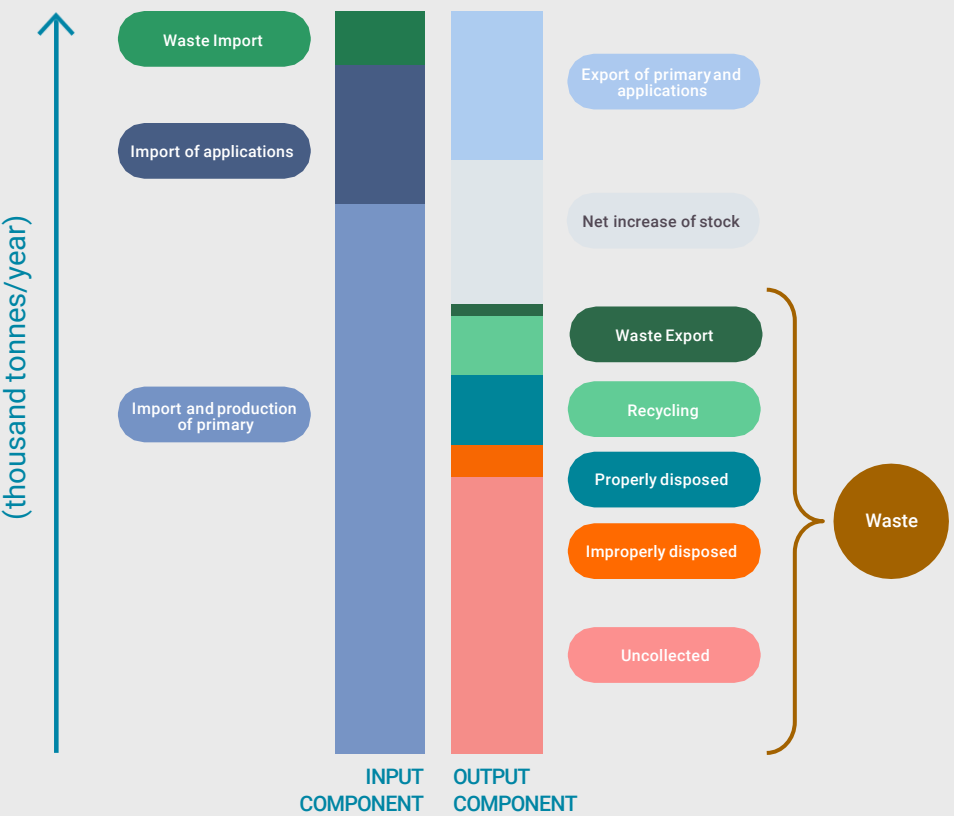 (thousand tonnes/year)
Waste Import
Import of applications
Import and production
of primary
Export of primary and
applications
Net increase of stock
Waste Export
Recycling
Properly disposed
Improperly disposed
Uncollected
Waste
INPUT
COMPONENT
OUTPUT
COMPONENT